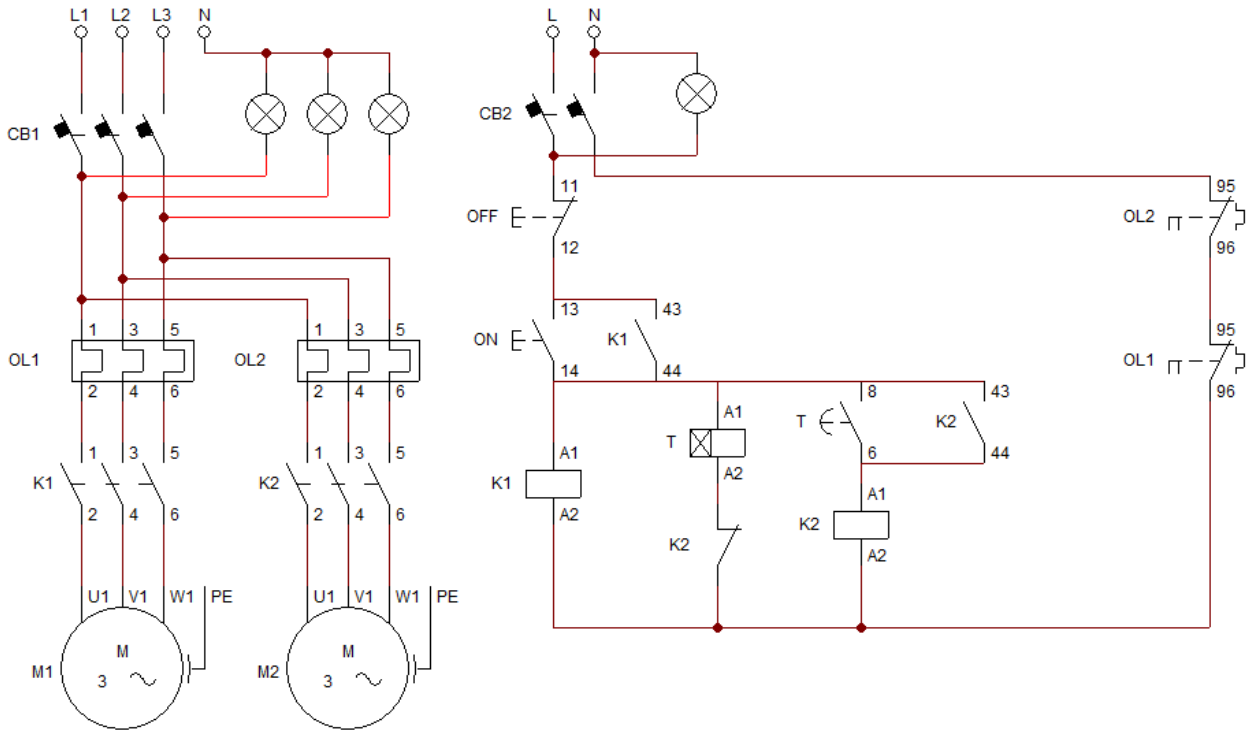 L1 L2 L3 N
CB1
1 3 5
OL1
2 4 6
1 3 5
OL2
2 4 6
1 3 5
K1
2 4 6
1 3 5
K2
2 4 6
U1 V1 W1 PE
M
M1
3
U1 V1 W1 PE
M
M2
3
L N
CB2
11
OFF
12
13
ON
14
43
K1
44
A1
K1
A2
A1
T
A2
K2
8
T
6
43
K2
44
A1
K2
A2
95
OL2
96
95
OL1
96